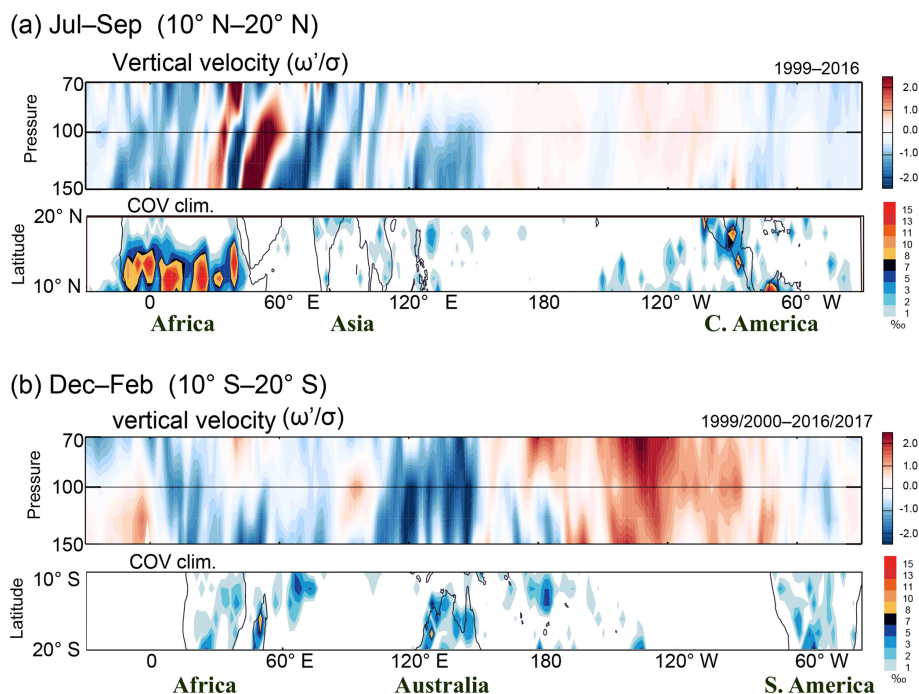 (a) Jul–Sep (10° N–20° N)
Vertical velocity (ω’/σ)
1999–2016
70
100
150
Pressure
2.0
1.0
0.0
-1.0
-2.0
COV clim.
20° N
10° N
Latitude
15
13
11
10
8
7
5
3
2
1
‰
0 60° E 120° E 180 120° W 60° W
Africa Asia C. America
(b) Dec–Feb (10° S–20° S)
vertical velocity (ω’/σ)
1999/2000–2016/2017
70
100
150
Pressure
2.0
1.0
0.0
-1.0
-2.0
COV clim.
10° S
20° S
Latitude
15
13
11
10
8
7
5
3
2
1
‰
0 60° E 120° E 180 120° W 60° W
Africa Australia S. America